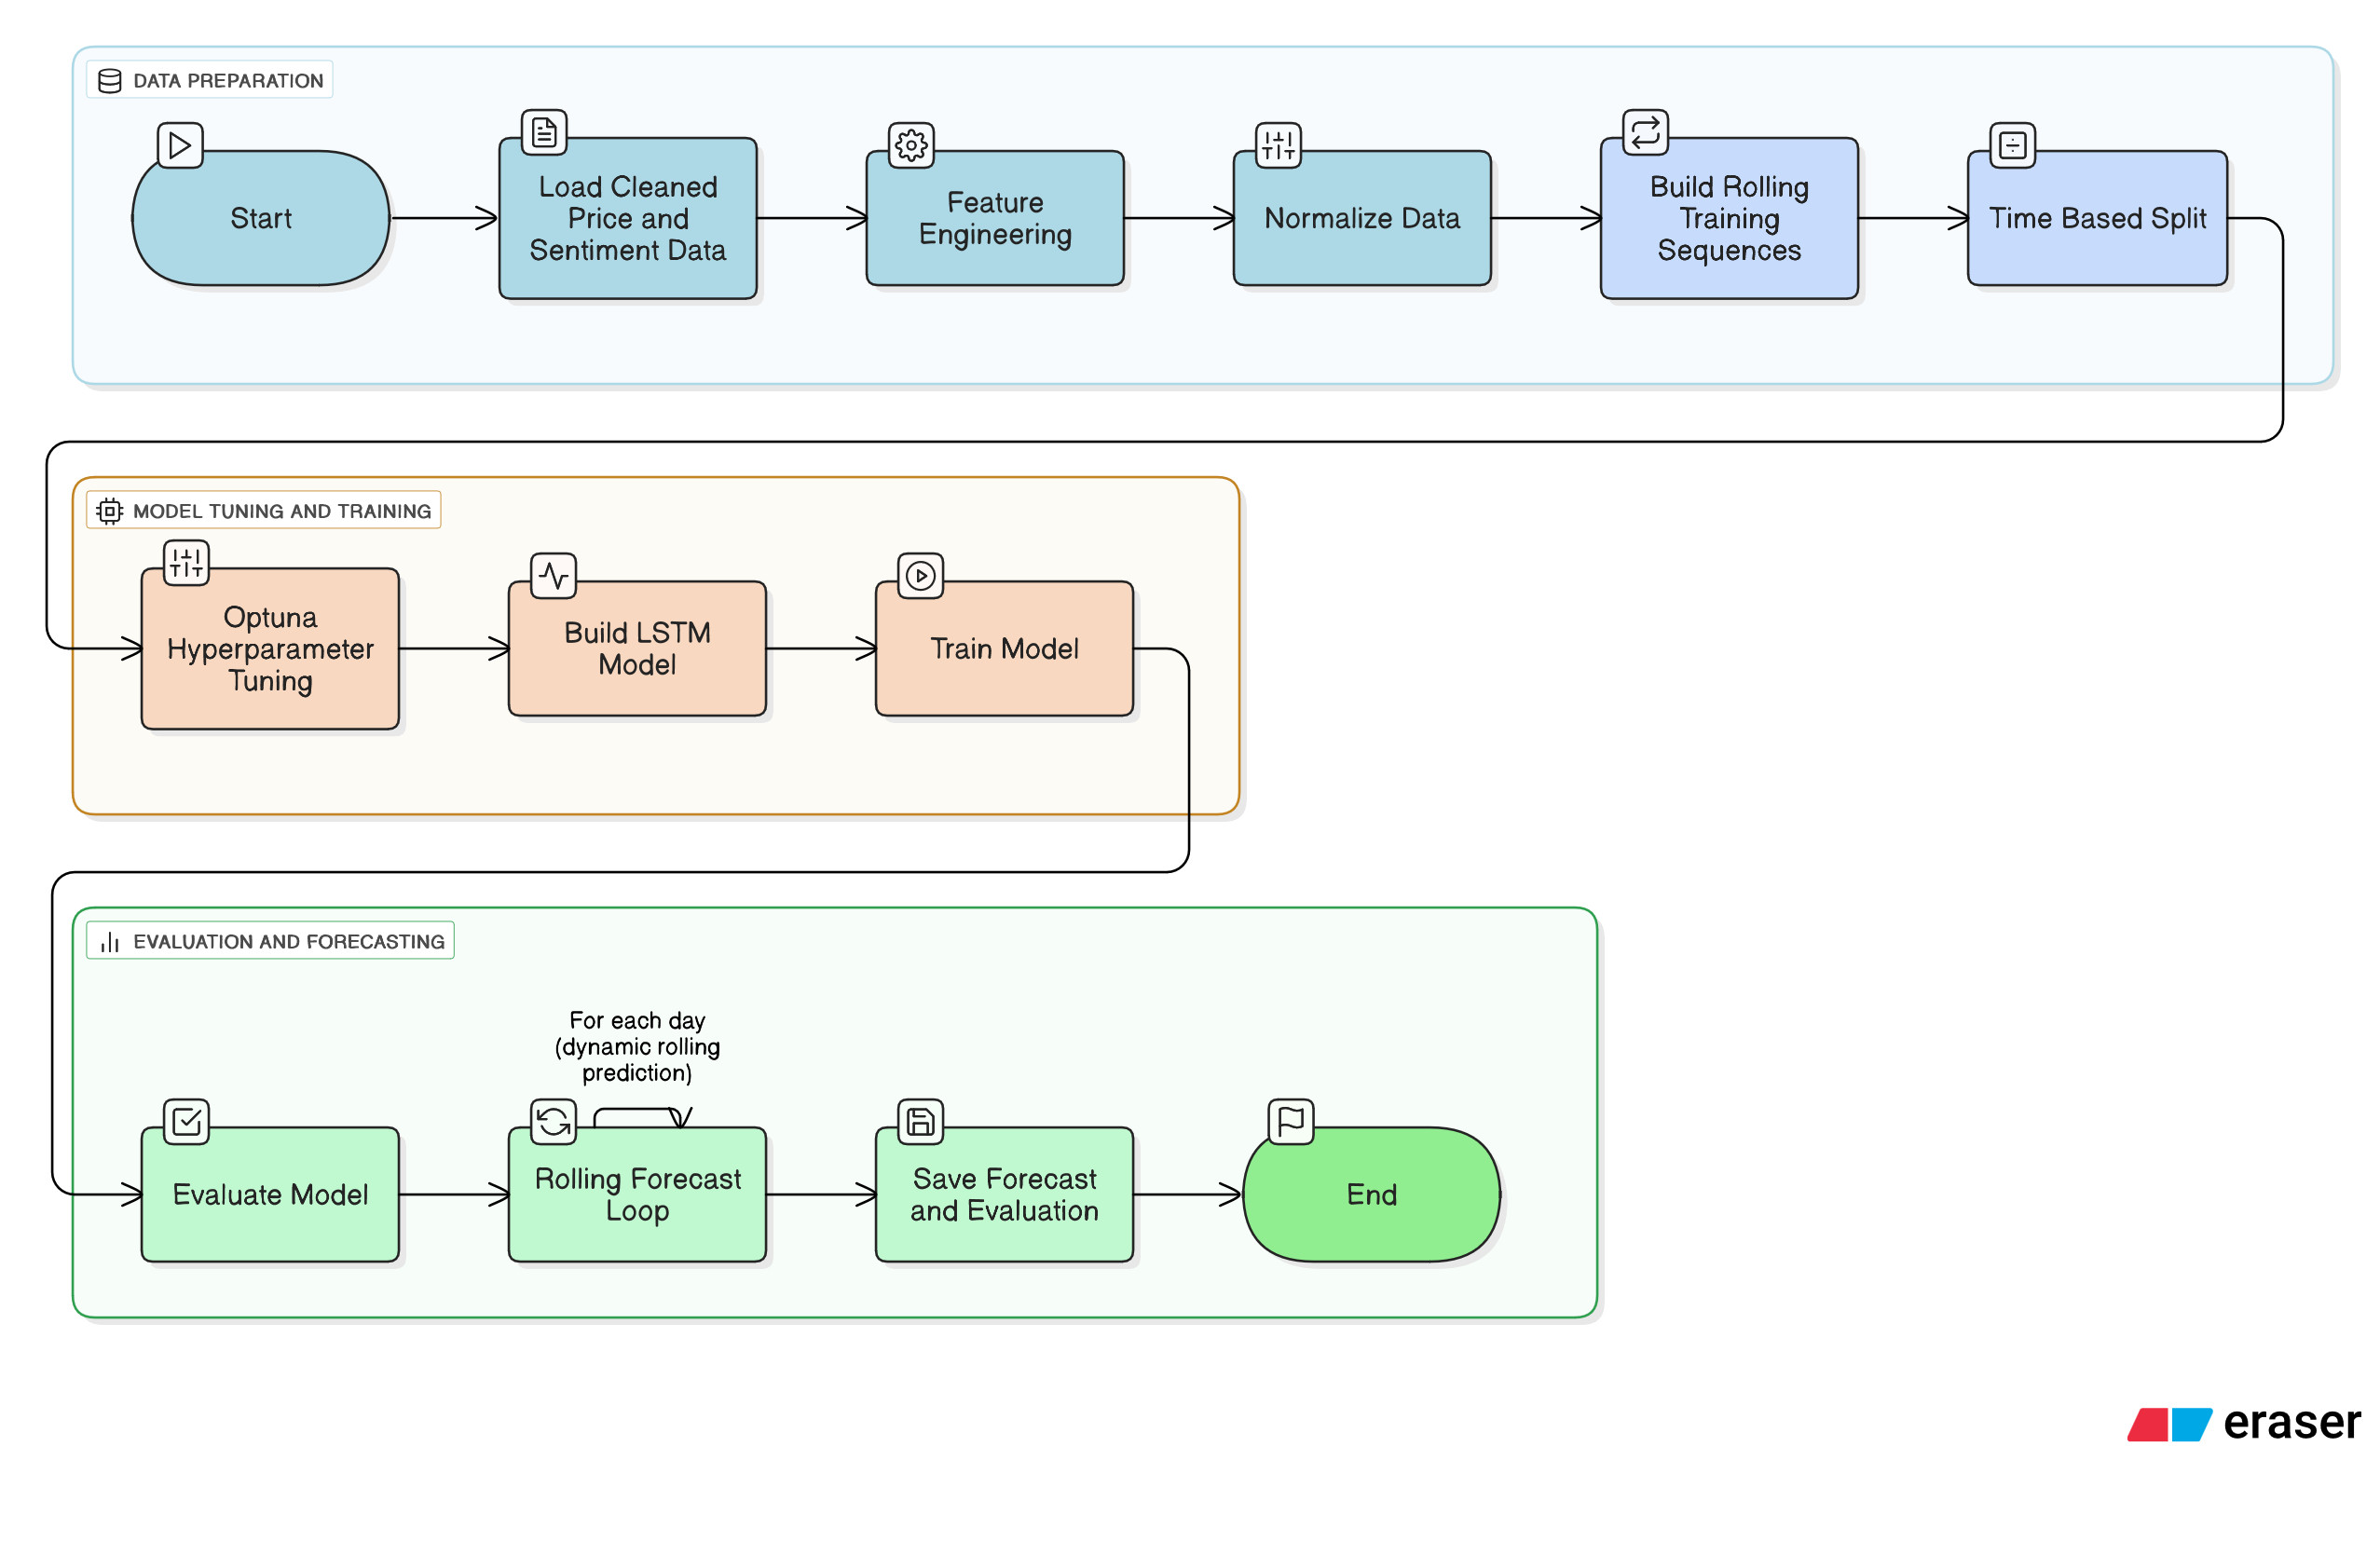 DATA PREPARATION
Start
Load Cleaned
Price and
Sentiment Data
Feature
Engineering
Normalize Data
Build Rolling
Training
Sequences
Time Based Split
MODEL TUNING AND TRAINING
Optuna
Hyperparameter
Tuning
Build LSTM
Model
Train Model
EVALUATION AND FORECASTING
For each day
(dynamic rolling
prediction)
Evaluate Model
Rolling Forecast
Loop
Save Forecast
and Evaluation
End
eraser